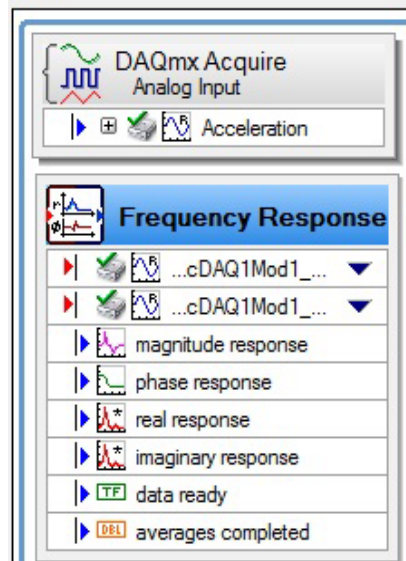 DAQmx Acquire
Analog Input
Acceleration
Frequency Response
...cDAQ1Mod1_...
...cDAQ1Mod1_...
magnitude response
phase response
real response
imaginary response
TF data ready
DBL averages completed